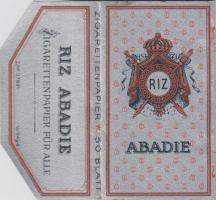 RIZ ABADIE
ZIGARETTENPAPIER FÜR ALLE
ZIGARETTENPAPIER
50 BLATT
RIZ
ABADIE